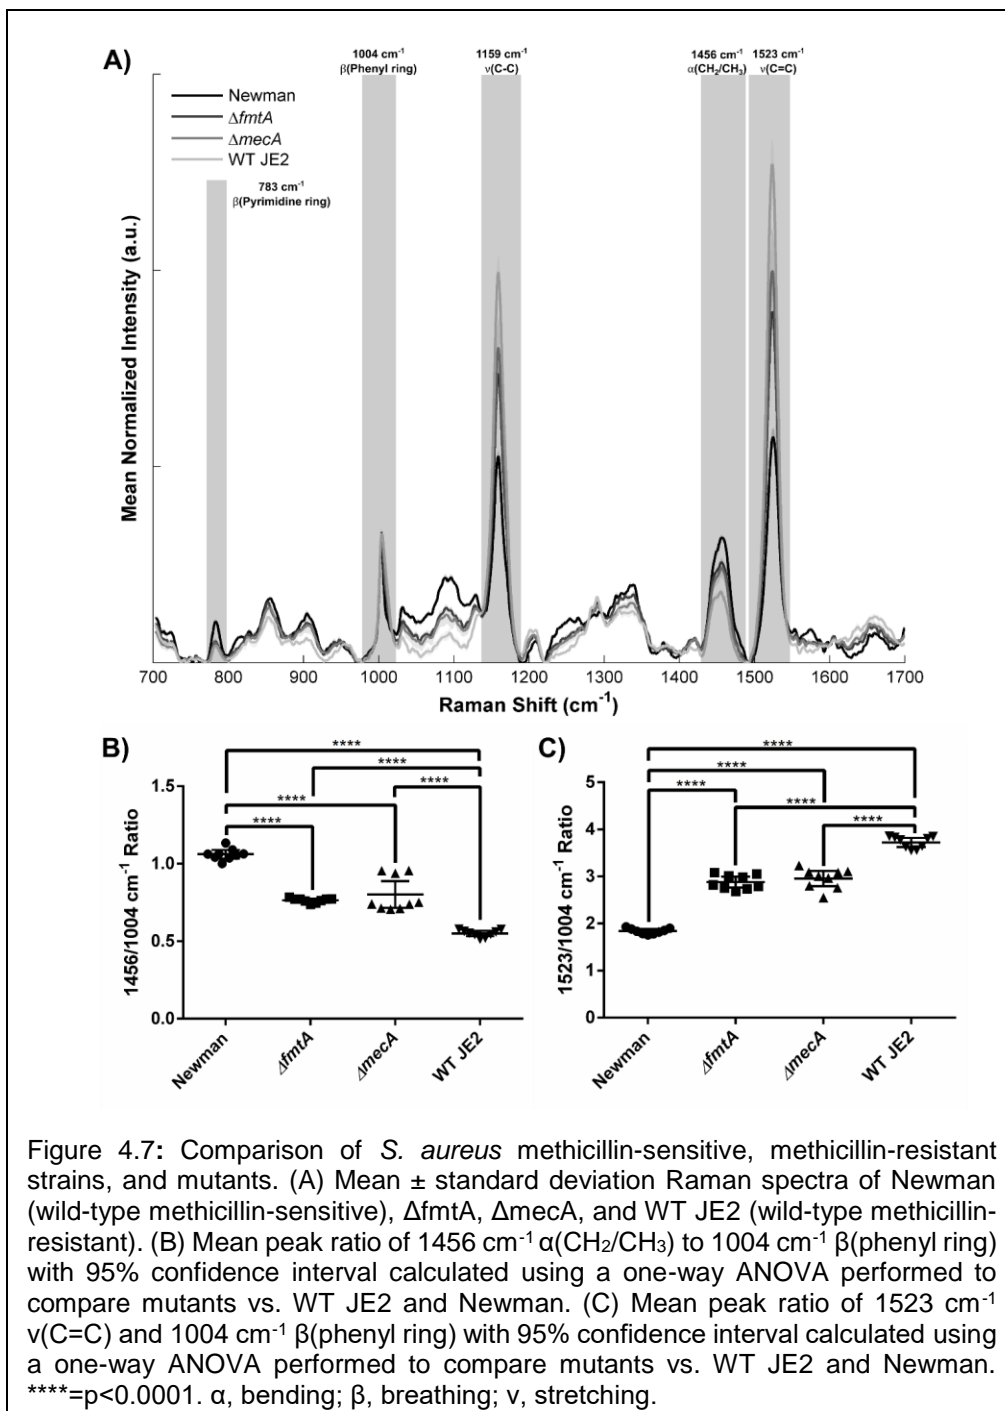 A)
1004 cm⁻¹
β(Phenyl ring)
1159 cm⁻¹
ν(C-C)
1456 cm⁻¹
α(CH₂/CH₃)
1523 cm⁻¹
ν(C=C)
Newman
ΔfmtA
ΔmecA
WT JE2
783 cm⁻¹
β(Pyrimidine ring)
Mean Normalized Intensity (a.u.)
700 800 900 1000 1100 1200 1300 1400 1500 1600 1700
Raman Shift (cm⁻¹)
B)
****
****
****
****
****
1.5
1.0
0.5
0.0
1456/1004 cm⁻¹ Ratio
Newman ΔfmtA ΔmecA WT JE2
C)
****
****
****
****
****
5
4
3
2
1
0
1523/1004 cm⁻¹ Ratio
Newman ΔfmtA ΔmecA WT JE2
Figure 4.7: Comparison of S. aureus methicillin-sensitive, methicillin-resistant
strains, and mutants. (A) Mean ± standard deviation Raman spectra of Newman
(wild-type methicillin-sensitive), ΔfmtA, ΔmecA, and WT JE2 (wild-type methicillin-
resistant). (B) Mean peak ratio of 1456 cm⁻¹ α(CH₂/CH₃) to 1004 cm⁻¹ β(phenyl ring)
with 95% confidence interval calculated using a one-way ANOVA performed to
compare mutants vs. WT JE2 and Newman. (C) Mean peak ratio of 1523 cm⁻¹
ν(C=C) and 1004 cm⁻¹ β(phenyl ring) with 95% confidence interval calculated using
a one-way ANOVA performed to compare mutants vs. WT JE2 and Newman.
****=p<0.0001. α, bending; β, breathing; ν, stretching.